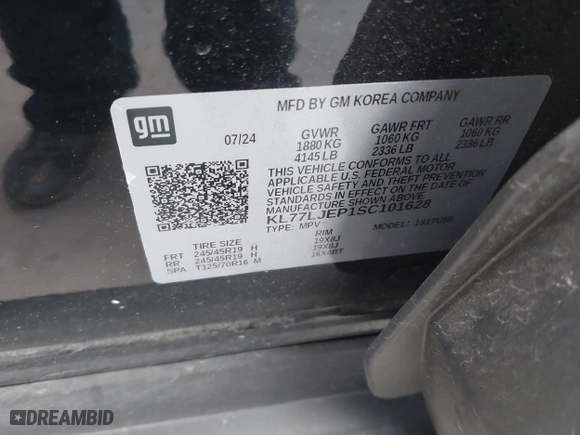 gm
MFD BY GM KOREA COMPANY
07/24
GVWR GAWR FRT GAWR RR
1880 KG 1060 KG 1060 KG
4145 LB 2336 LB 2336 LB
THIS VEHICLE CONFORMS TO ALL
APPLICABLE U.S. FEDERAL MOTOR
VEHICLE SAFETY AND THEFT PREVENTION
STANDARDS IN EFFECT ON THE DATE OF
MANUFACTURE SHOWN ABOVE.
KL77LJEP1SC101628
TYPE: MPV MODEL: 1S1TU58
TIRE SIZE RIM
FRT 245/45R19 H 19X8J
RR 245/45R19 H 19X8J
SPA T125/70R16 M 16X4BT
DREAMBID